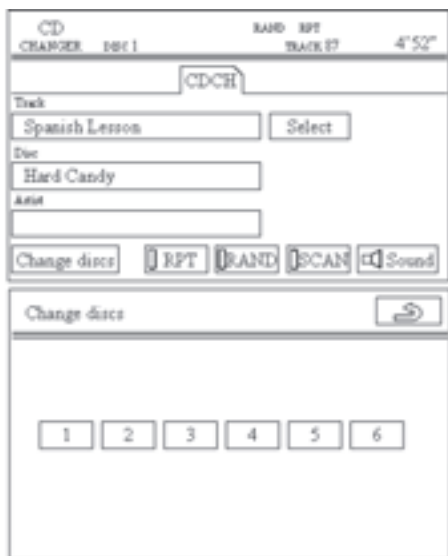 CD RAND RPT
CHANGER DISC 1 TRACK 87 4'52"
CDCH
Track
Spanish Lesson Select
Disc
Hard Candy
Artist
Change discs RPT RAND SCAN Sound
Change discs
1 2 3 4 5 6